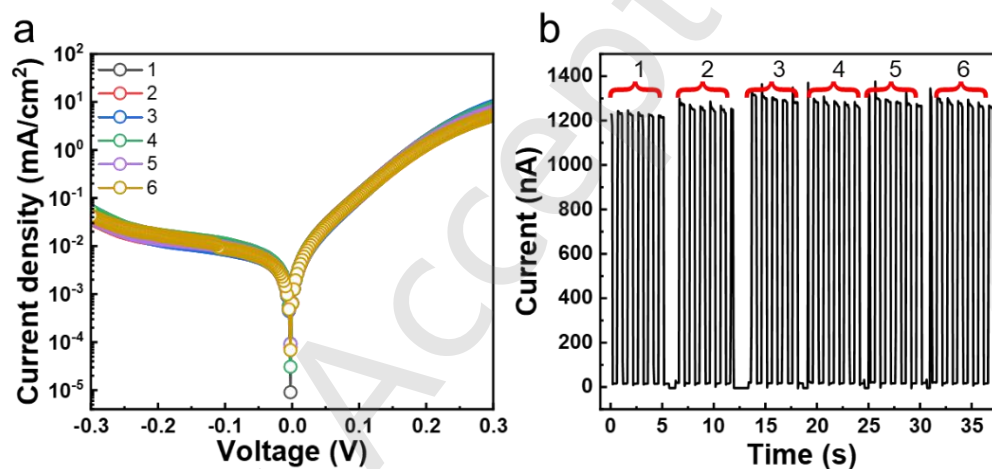 a
Current density (mA/cm²)
10²
10¹
10⁰
10⁻¹
10⁻²
10⁻³
10⁻⁴
10⁻⁵
1
2
3
4
5
6
-0.3 -0.2 -0.1 0.0 0.1 0.2 0.3
Voltage (V)
b
Current (nA)
1400
1200
1000
800
600
400
200
0
1 2 3 4 5 6
0 5 10 15 20 25 30 35
Time (s)
Accept